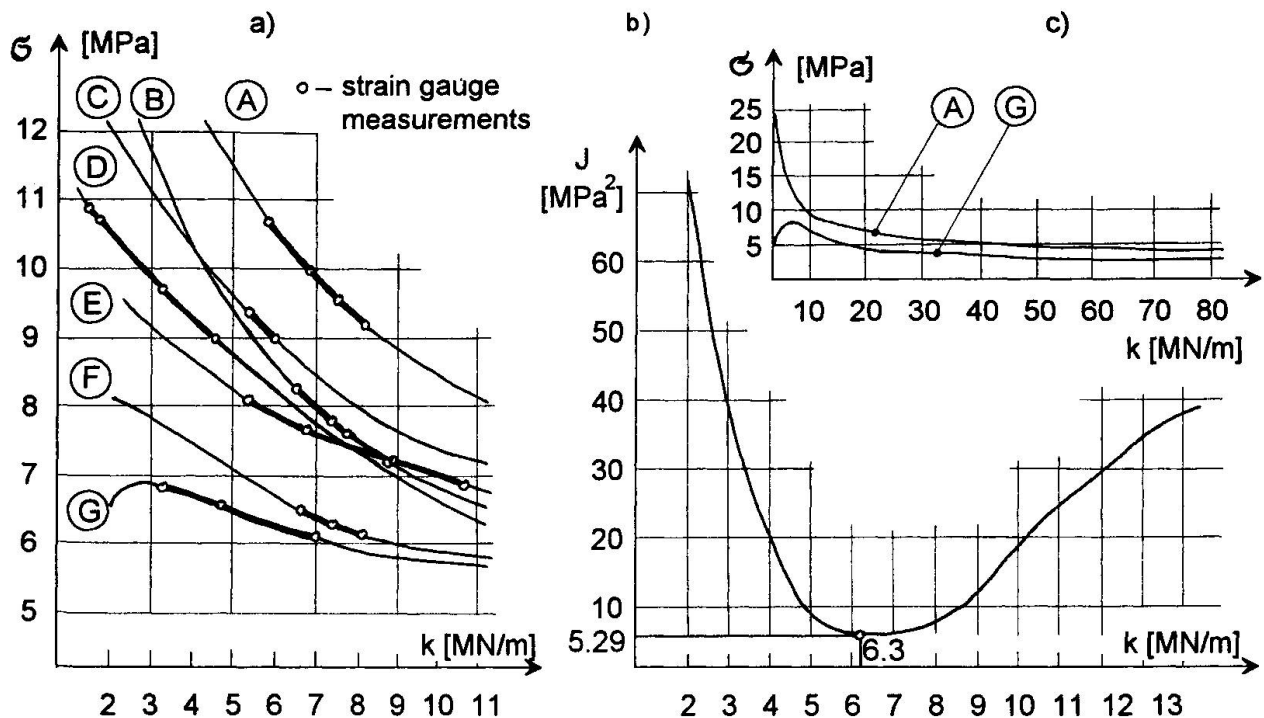 a)
б [MPa]
C B A
o – strain gauge
measurements
12
D
11
10
E
9
F
8
7
G
6
5
k [MN/m]
2 3 4 5 6 7 8 9 10 11
b)
J
[MPa²]
60
50
40
30
20
10
5.29
6.3
k [MN/m]
2 3 4 5 6 7 8 9 10 11 12 13
c)
б [MPa]
A G
25
20
15
10
5
10 20 30 40 50 60 70 80
k [MN/m]